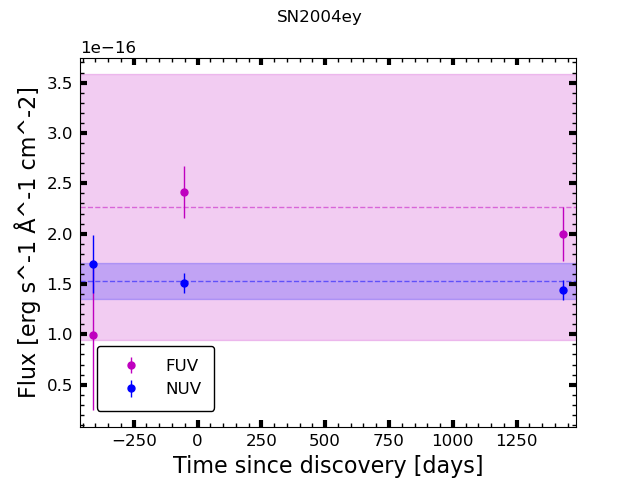 SN2004ey
1e−16
3.5
3.0
2.5
2.0
1.5
1.0
0.5
Flux [erg s^-1 Å^-1 cm^-2]
FUV
NUV
−250 0 250 500 750 1000 1250
Time since discovery [days]